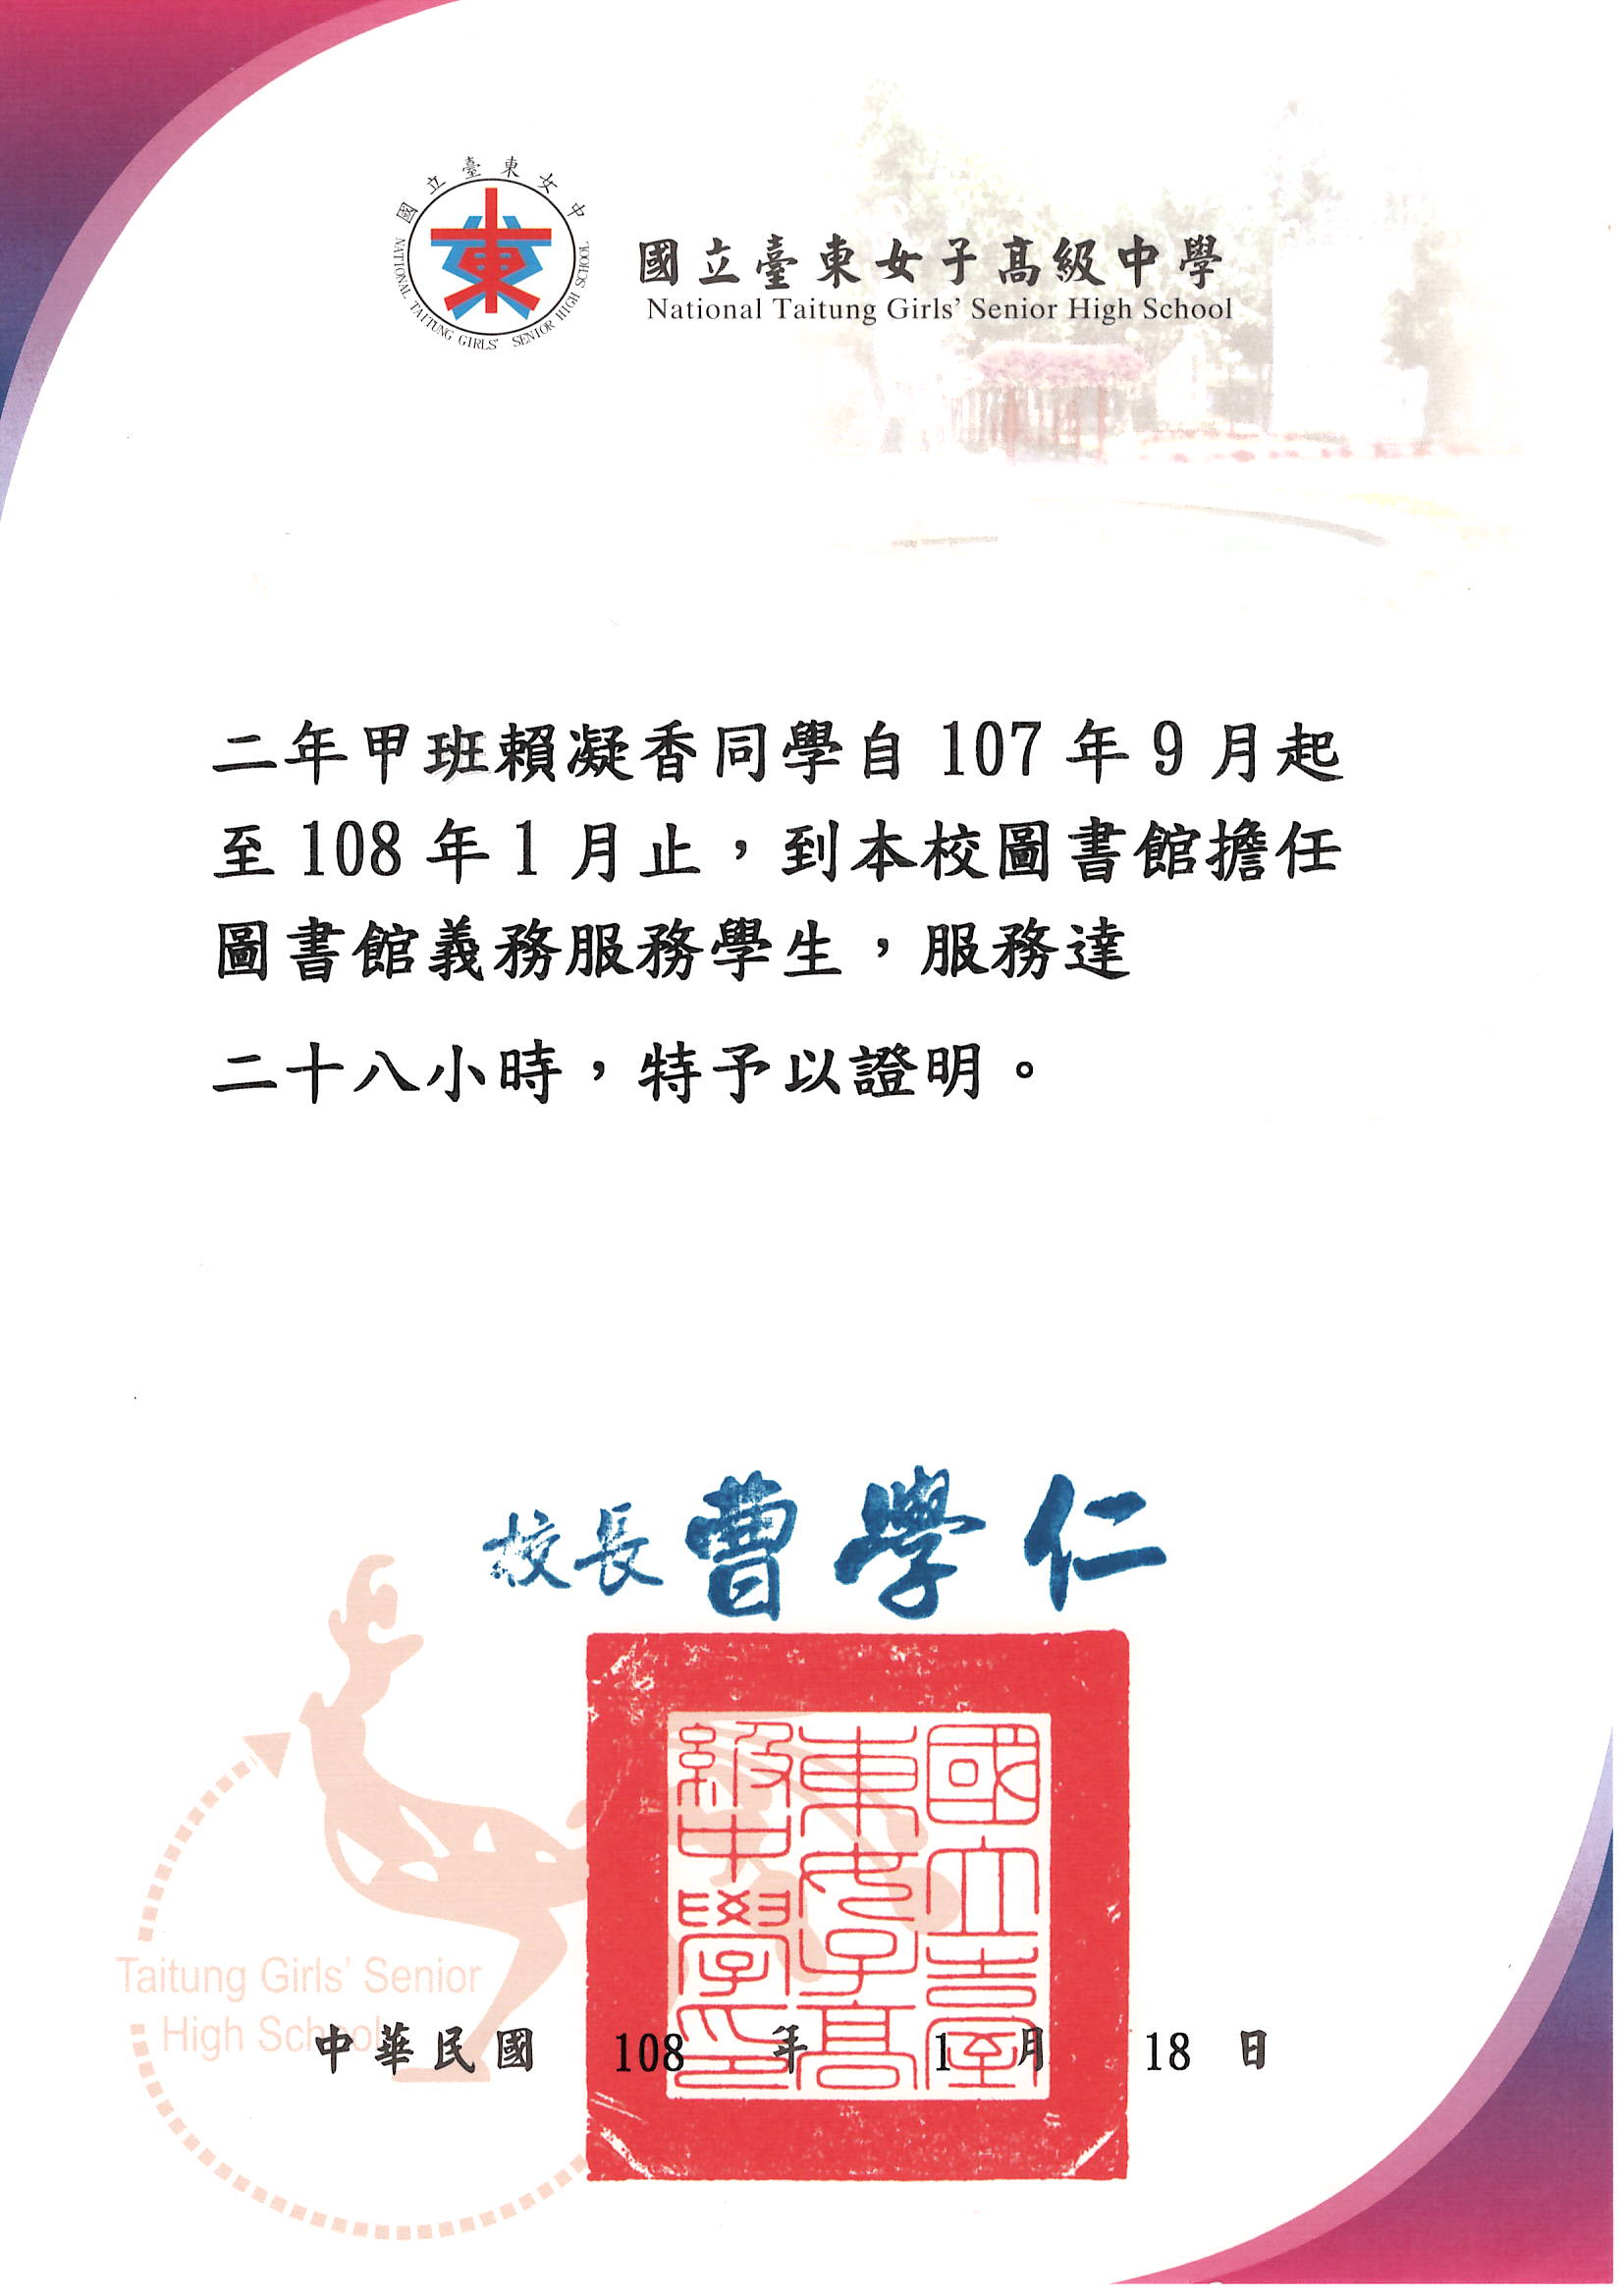 國立臺東女中
NATIONAL TAITUNG GIRLS' SENIOR HIGH SCHOOL
國立臺東女子高級中學
National Taitung Girls' Senior High School
二年甲班賴凝香同學自 107 年 9 月起
至 108 年 1 月止，到本校圖書館擔任
圖書館義務服務學生，服務達
二十八小時，特予以證明。
校長曹學仁
國立臺
東女子高
級中學印
Taitung Girls' Senior
High School
中華民國 108 年 1 月 18 日